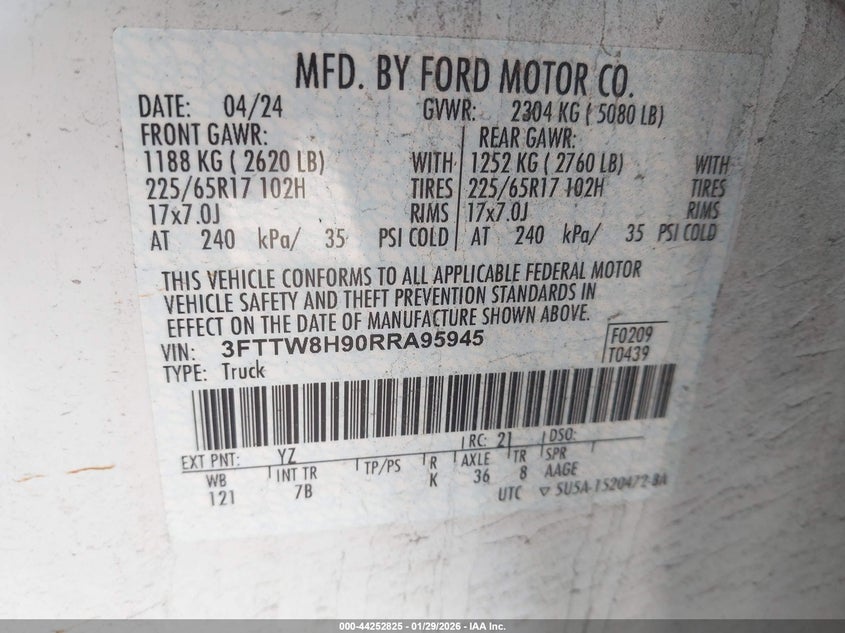 MFD. BY FORD MOTOR CO.
DATE: 04/24 GVWR: 2304 KG ( 5080 LB)
FRONT GAWR: REAR GAWR:
1188 KG ( 2620 LB) WITH 1252 KG ( 2760 LB) WITH
225/65R17 102H TIRES 225/65R17 102H TIRES
17x7.0J RIMS 17x7.0J RIMS
AT 240 kPa/ 35 PSI COLD AT 240 kPa/ 35 PSI COLD
THIS VEHICLE CONFORMS TO ALL APPLICABLE FEDERAL MOTOR
VEHICLE SAFETY AND THEFT PREVENTION STANDARDS IN
EFFECT ON THE DATE OF MANUFACTURE SHOWN ABOVE.
VIN: 3FTTW8H90RRA95945 F0209
TYPE: Truck T0439
EXT PNT: YZ RC: 21 DSO:
WB INT TR TP/PS R AXLE TR SPR
121 7B K 36 8 AAGE
UTC ▽ 5U5A-1520472-BA
000-44252825 - 01/29/2026 - IAA Inc.